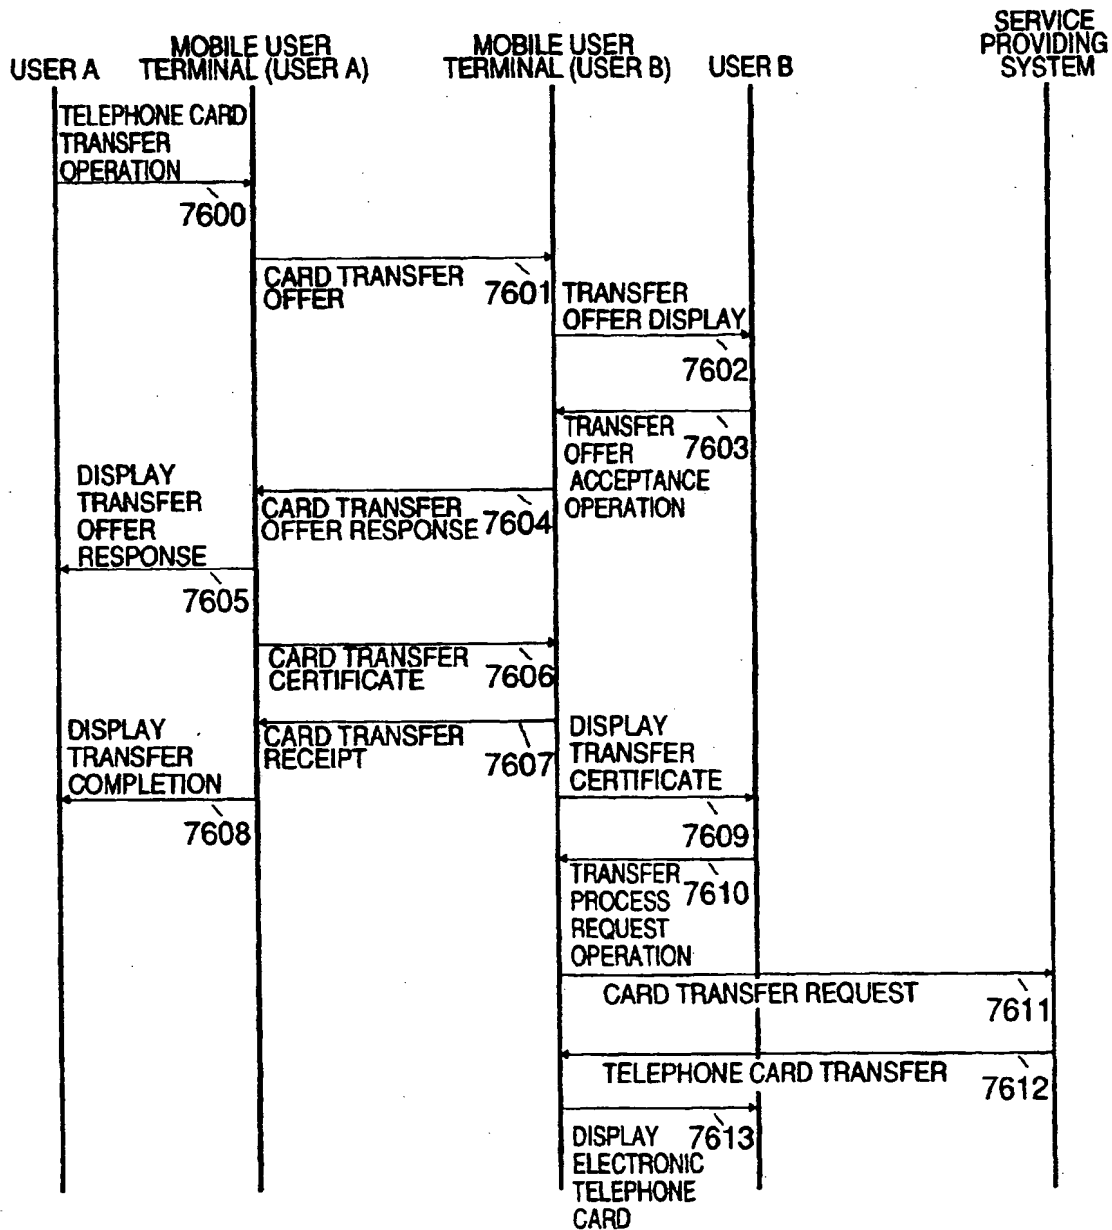 USER A
MOBILE USER
TERMINAL (USER A)
MOBILE USER
TERMINAL (USER B)
USER B
SERVICE
PROVIDING
SYSTEM
TELEPHONE CARD
TRANSFER
OPERATION
7600
CARD TRANSFER
OFFER
7601
TRANSFER
OFFER DISPLAY
7602
TRANSFER
OFFER
ACCEPTANCE
OPERATION
7603
CARD TRANSFER
OFFER RESPONSE
7604
DISPLAY
TRANSFER
OFFER
RESPONSE
7605
CARD TRANSFER
CERTIFICATE
7606
CARD TRANSFER
RECEIPT
7607
DISPLAY
TRANSFER
COMPLETION
7608
DISPLAY
TRANSFER
CERTIFICATE
7609
TRANSFER
PROCESS
REQUEST
OPERATION
7610
CARD TRANSFER REQUEST
7611
TELEPHONE CARD TRANSFER
7612
DISPLAY
ELECTRONIC
TELEPHONE
CARD
7613